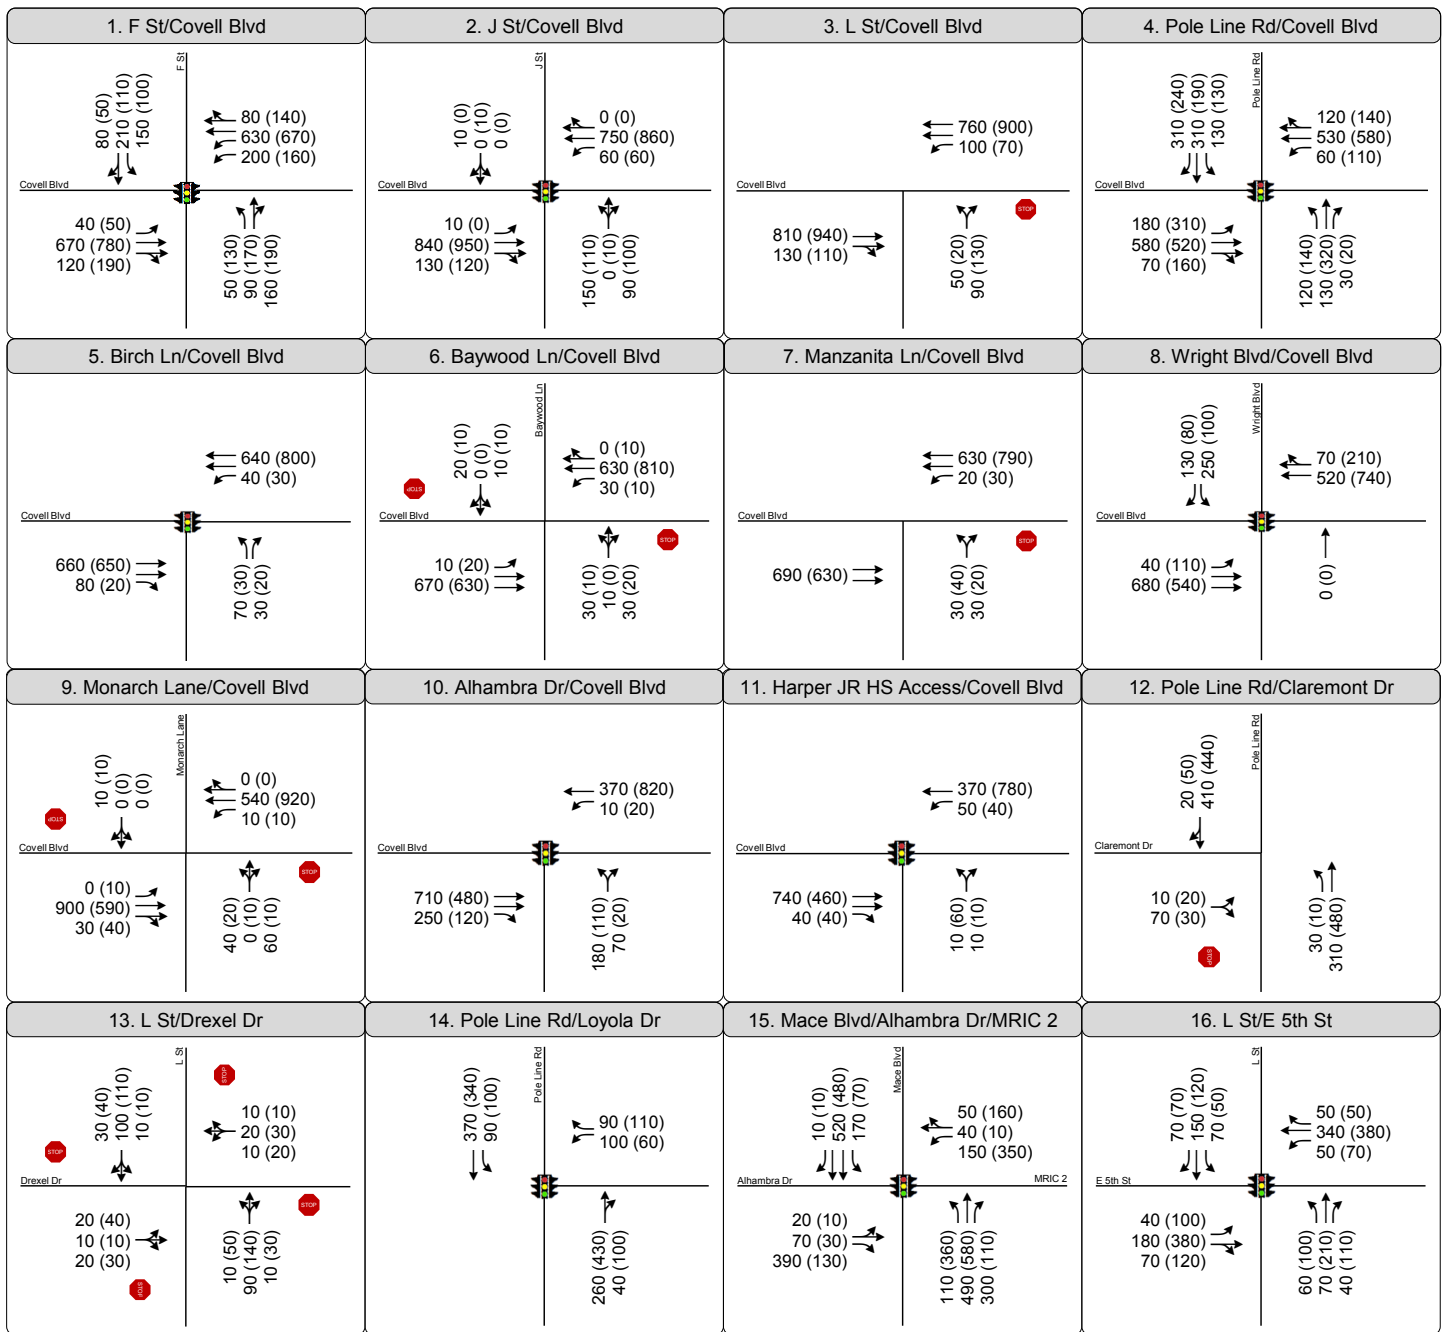 1. F St/Covell Blvd
F St
80 (50)
210 (110)
150 (100)
80 (140)
630 (670)
200 (160)
Covell Blvd
40 (50)
670 (780)
120 (190)
50 (130)
90 (170)
160 (190)
2. J St/Covell Blvd
J St
10 (0)
0 (10)
0 (0)
0 (0)
750 (860)
60 (60)
Covell Blvd
10 (0)
840 (950)
130 (120)
150 (110)
0 (10)
90 (100)
3. L St/Covell Blvd
760 (900)
100 (70)
Covell Blvd
STOP
810 (940)
130 (110)
50 (20)
90 (130)
4. Pole Line Rd/Covell Blvd
Pole Line Rd
310 (240)
310 (190)
130 (130)
120 (140)
530 (580)
60 (110)
Covell Blvd
180 (310)
580 (520)
70 (160)
120 (140)
130 (320)
30 (20)
5. Birch Ln/Covell Blvd
640 (800)
40 (30)
Covell Blvd
660 (650)
80 (20)
70 (30)
30 (20)
6. Baywood Ln/Covell Blvd
Baywood Ln
20 (10)
0 (0)
10 (10)
0 (10)
630 (810)
30 (10)
STOP
Covell Blvd
STOP
10 (20)
670 (630)
30 (10)
10 (0)
30 (20)
7. Manzanita Ln/Covell Blvd
630 (790)
20 (30)
Covell Blvd
STOP
690 (630)
30 (40)
30 (20)
8. Wright Blvd/Covell Blvd
Wright Blvd
130 (80)
250 (100)
70 (210)
520 (740)
Covell Blvd
40 (110)
680 (540)
0 (0)
9. Monarch Lane/Covell Blvd
Monarch Lane
10 (10)
0 (0)
0 (0)
0 (0)
540 (920)
10 (10)
STOP
Covell Blvd
STOP
0 (10)
900 (590)
30 (40)
40 (20)
0 (10)
60 (10)
10. Alhambra Dr/Covell Blvd
370 (820)
10 (20)
Covell Blvd
710 (480)
250 (120)
180 (110)
70 (20)
11. Harper JR HS Access/Covell Blvd
370 (780)
50 (40)
Covell Blvd
740 (460)
40 (40)
10 (60)
10 (10)
12. Pole Line Rd/Claremont Dr
Pole Line Rd
20 (50)
410 (440)
Claremont Dr
10 (20)
70 (30)
STOP
30 (10)
310 (480)
13. L St/Drexel Dr
L St
30 (40)
100 (110)
10 (10)
STOP
10 (10)
20 (30)
10 (20)
STOP
Drexel Dr
STOP
20 (40)
10 (10)
20 (30)
STOP
10 (50)
90 (140)
10 (30)
14. Pole Line Rd/Loyola Dr
Pole Line Rd
370 (340)
90 (100)
90 (110)
100 (60)
260 (430)
40 (100)
15. Mace Blvd/Alhambra Dr/MRIC 2
Mace Blvd
10 (10)
520 (480)
170 (70)
50 (160)
40 (10)
150 (350)
Alhambra Dr
MRIC 2
20 (10)
70 (30)
390 (130)
110 (360)
490 (580)
300 (110)
16. L St/E 5th St
L St
70 (70)
150 (120)
70 (50)
50 (50)
340 (380)
50 (70)
E 5th St
40 (100)
180 (380)
70 (120)
60 (100)
70 (210)
40 (110)